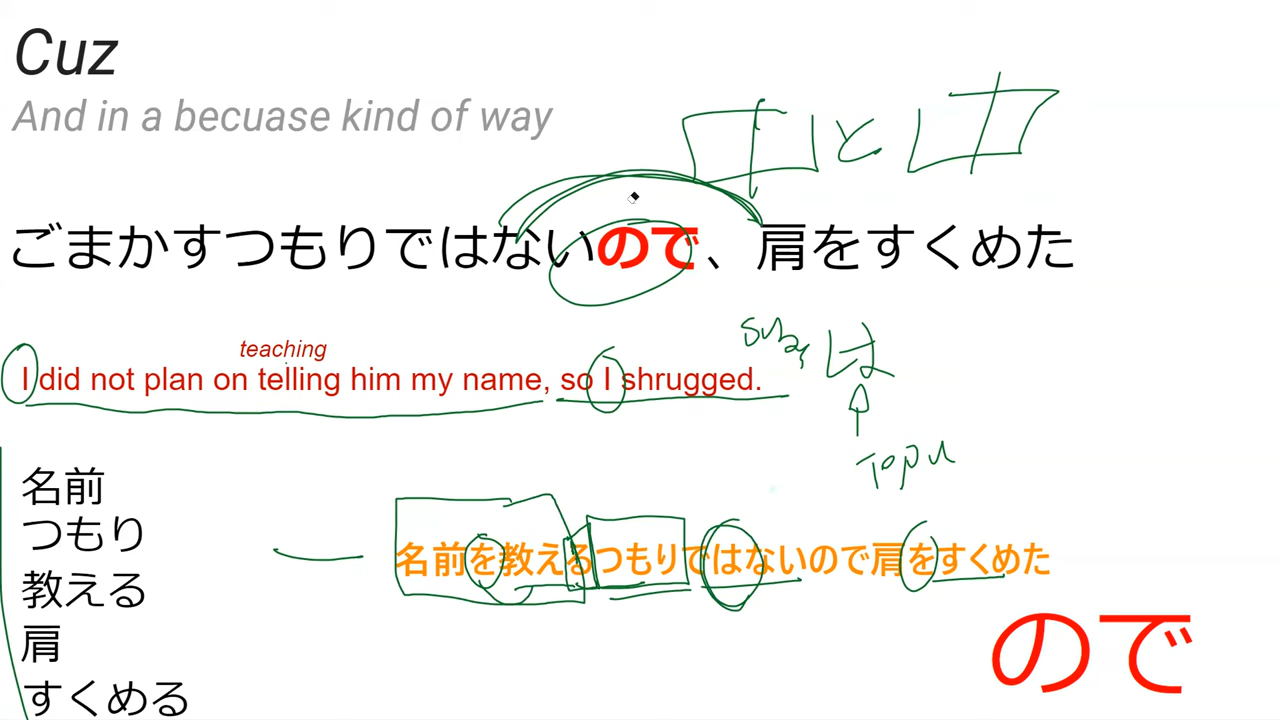 Cuz
And in a becuase kind of way
と
ごまかすつもりではないので、肩をすくめた
teaching
I did not plan on telling him my name, so I shrugged.
は
名前
つもり
教える
肩
すくめる
名前を教えるつもりではないので肩をすくめた
ので